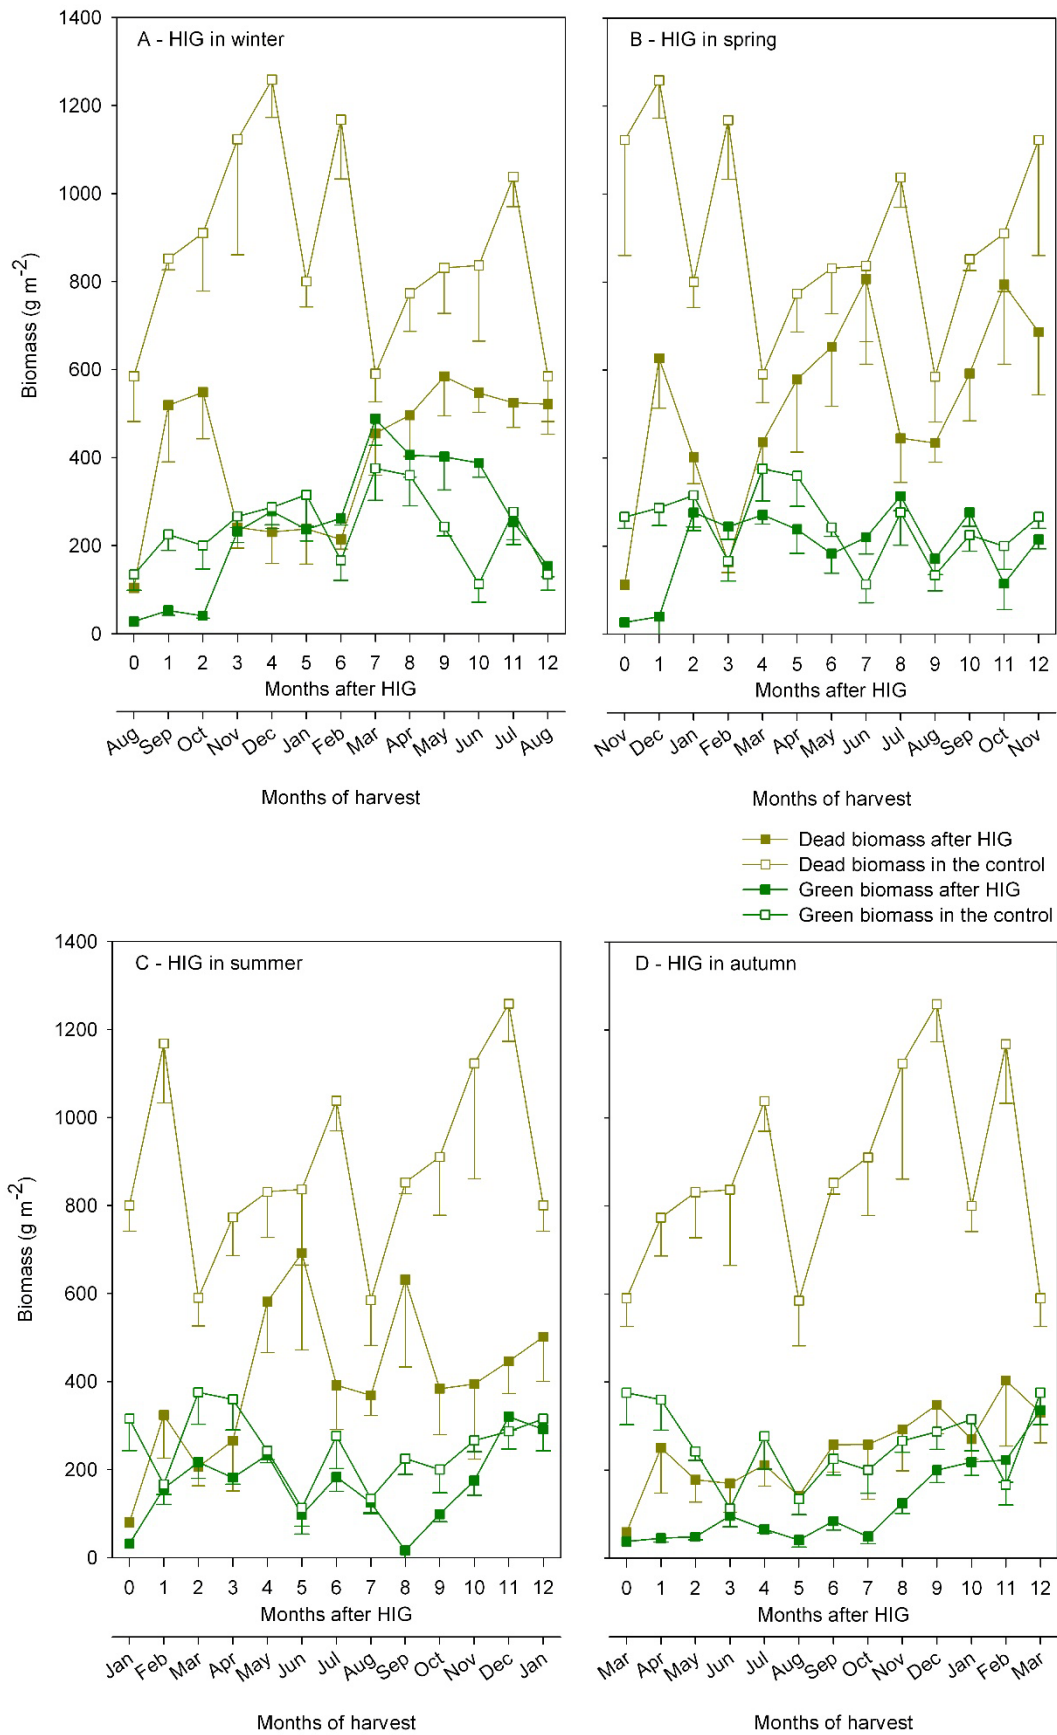 A - HIG in winter
B - HIG in spring
Biomass (g m-2)
1400
1200
1000
800
600
400
200
0
0 1 2 3 4 5 6 7 8 9 10 11 12
Months after HIG
Aug Sep Oct Nov Dec Jan Feb Mar Apr May Jun Jul Aug
Months of harvest
0 1 2 3 4 5 6 7 8 9 10 11 12
Months after HIG
Nov Dec Jan Feb Mar Apr May Jun Jul Aug Sep Oct Nov
Months of harvest
Dead biomass after HIG
Dead biomass in the control
Green biomass after HIG
Green biomass in the control
C - HIG in summer
D - HIG in autumn
Biomass (g m-2)
1400
1200
1000
800
600
400
200
0
0 1 2 3 4 5 6 7 8 9 10 11 12
Months after HIG
Jan Feb Mar Apr May Jun Jul Aug Sep Oct Nov Dec Jan
Months of harvest
0 1 2 3 4 5 6 7 8 9 10 11 12
Months after HIG
Mar Apr May Jun Jul Aug Sep Oct Nov Dec Jan Feb Mar
Months of harvest